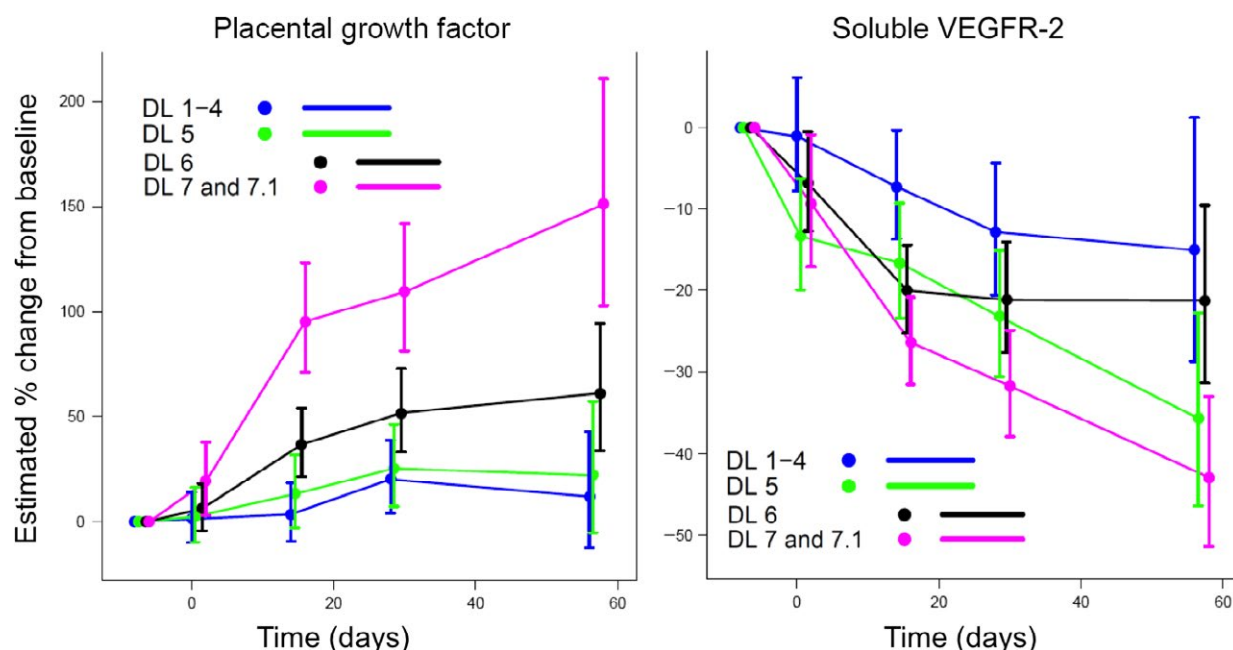 Placental growth factor
Estimated % change from baseline
200
150
100
50
0
DL 1−4
DL 5
DL 6
DL 7 and 7.1
0
20
40
60
Time (days)
Soluble VEGFR-2
0
−10
−20
−30
−40
−50
DL 1−4
DL 5
DL 6
DL 7 and 7.1
0
20
40
60
Time (days)